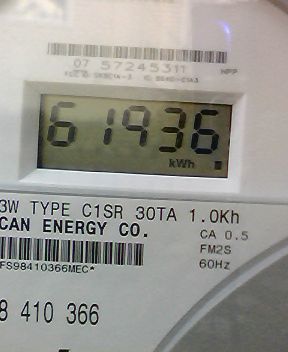 07 57245311
61936
kWh
3W TYPE C1SR 30TA 1.0Kh
CAN ENERGY CO.
CA 0.5
FM2S
60Hz
FS98410366MEC*
8 410 366